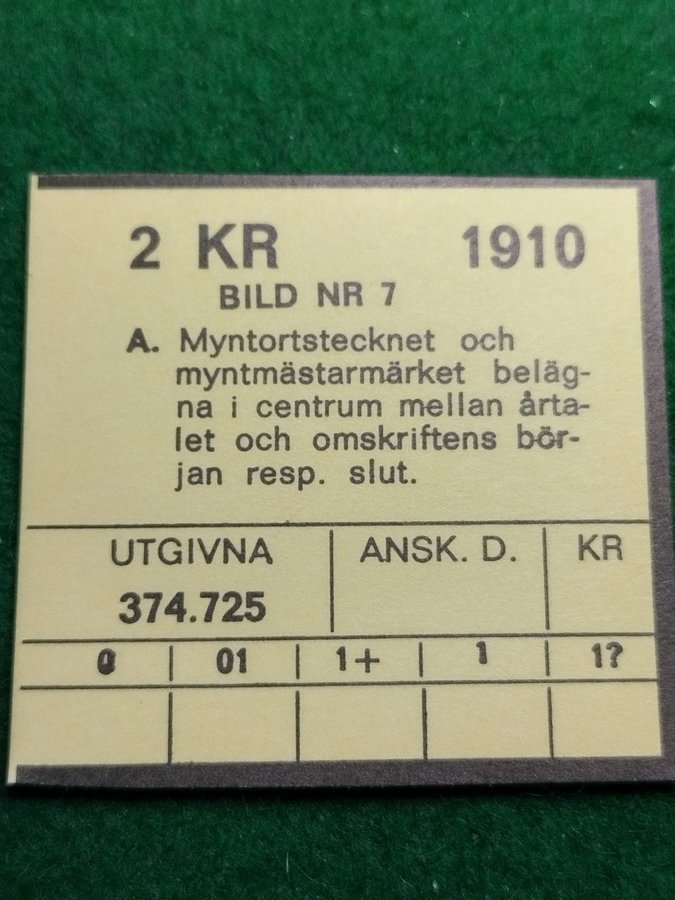 2 KR 1910
BILD NR 7
A. Myntortstecknet och
myntmästarmärket beläg-
na i centrum mellan årta-
let och omskriftens bör-
jan resp. slut.
UTGIVNA ANSK. D. KR
374.725
0 01 1+ 1 1?